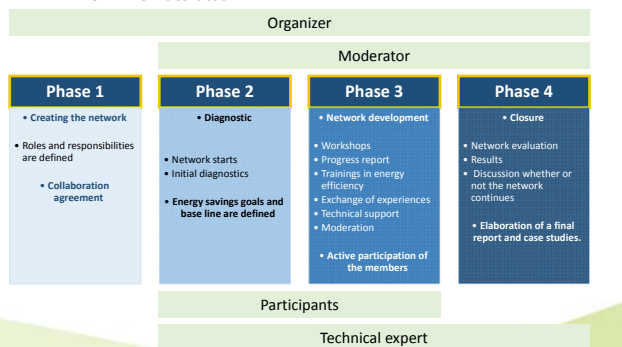 Organizer
Moderator
Phase 1
• Creating the network
• Roles and responsibilities
are defined
• Collaboration
agreement
Phase 2
• Diagnostic
• Network starts
• Initial diagnostics
• Energy savings goals and
base line are defined
Phase 3
• Network development
• Workshops
• Progress report
• Trainings in energy
efficiency
• Exchange of experiences
• Technical support
• Moderation
• Active participation of
the members
Phase 4
• Closure
• Network evaluation
• Results
• Discussion whether or
not the network
continues
• Elaboration of a final
report and case studies.
Participants
Technical expert